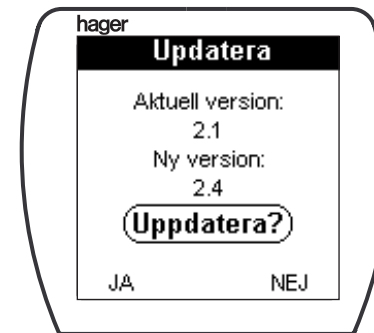 hager
Updatera
Aktuell version:
2.1
Ny version:
2.4
Uppdatera?
JA NEJ